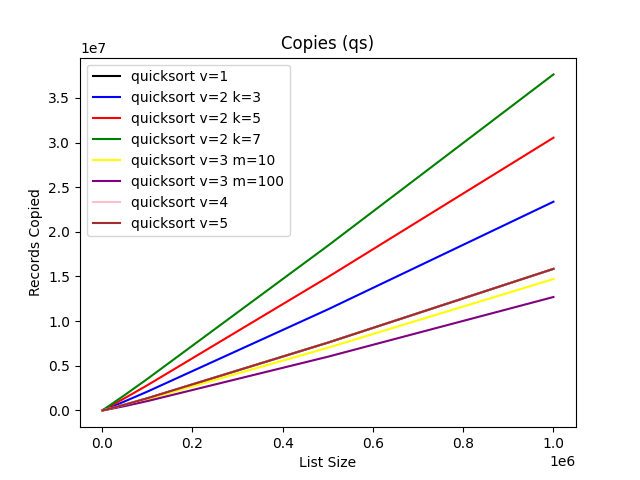 Copies (qs)
1e7
quicksort v=1
quicksort v=2 k=3
quicksort v=2 k=5
quicksort v=2 k=7
quicksort v=3 m=10
quicksort v=3 m=100
quicksort v=4
quicksort v=5
3.5
3.0
2.5
2.0
1.5
1.0
0.5
0.0
Records Copied
0.0 0.2 0.4 0.6 0.8 1.0
List Size
1e6